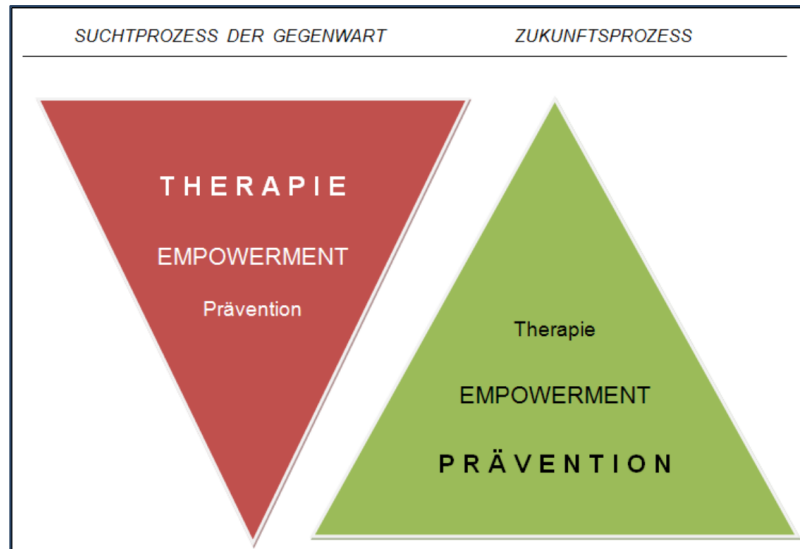 SUCHTPROZESS DER GEGENWART
ZUKUNFTSPROZESS
THERAPIE
EMPOWERMENT
Prävention
Therapie
EMPOWERMENT
PRÄVENTION